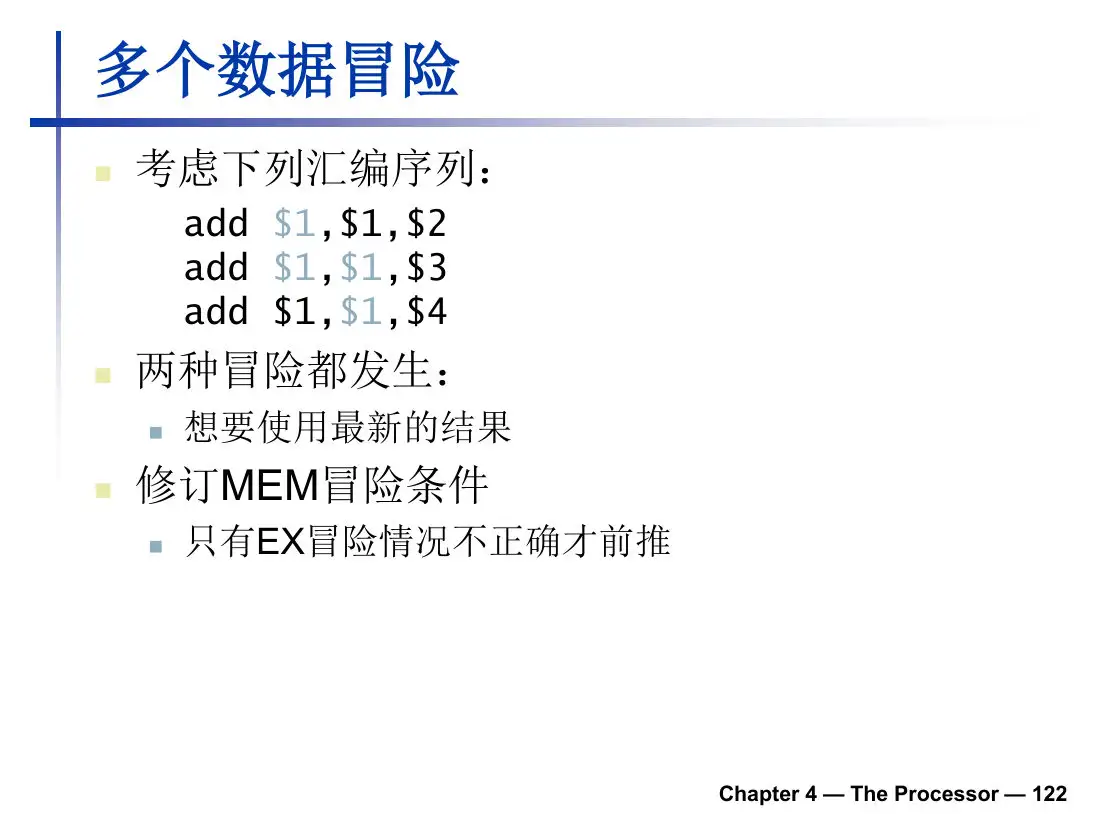 多个数据冒险
考虑下列汇编序列：
add $1,$1,$2
add $1,$1,$3
add $1,$1,$4
两种冒险都发生：
想要使用最新的结果
修订MEM冒险条件
只有EX冒险情况不正确才前推
Chapter 4 — The Processor — 122